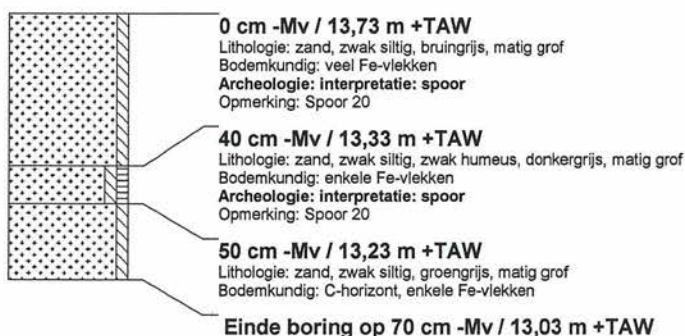 0 cm -Mv / 13,73 m +TAW
Lithologie: zand, zwak siltig, bruingrijs, matig grof
Bodemkundig: veel Fe-vlekken
Archeologie: interpretatie: spoor
Opmerking: Spoor 20
40 cm -Mv / 13,33 m +TAW
Lithologie: zand, zwak siltig, zwak humeus, donkergrijs, matig grof
Bodemkundig: enkele Fe-vlekken
Archeologie: interpretatie: spoor
Opmerking: Spoor 20
50 cm -Mv / 13,23 m +TAW
Lithologie: zand, zwak siltig, groengrijs, matig grof
Bodemkundig: C-horizont, enkele Fe-vlekken
Einde boring op 70 cm -Mv / 13,03 m +TAW